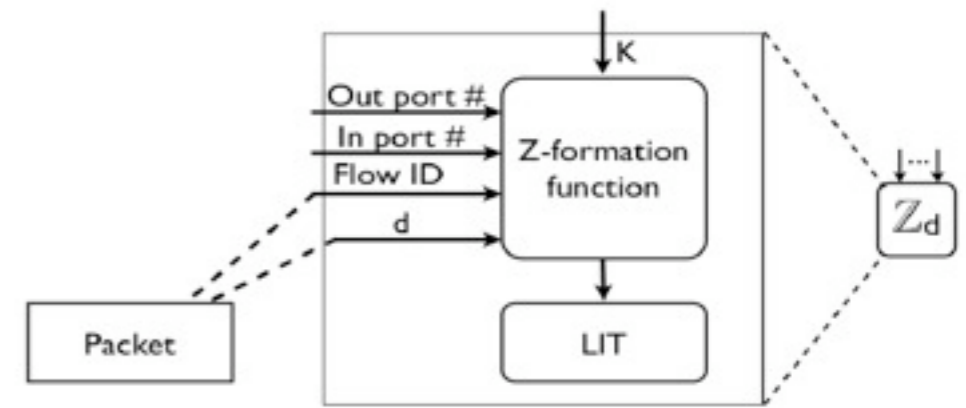 K
Out port #
In port #
Flow ID
d
Z-formation
function
LIT
Packet
...
ℤd